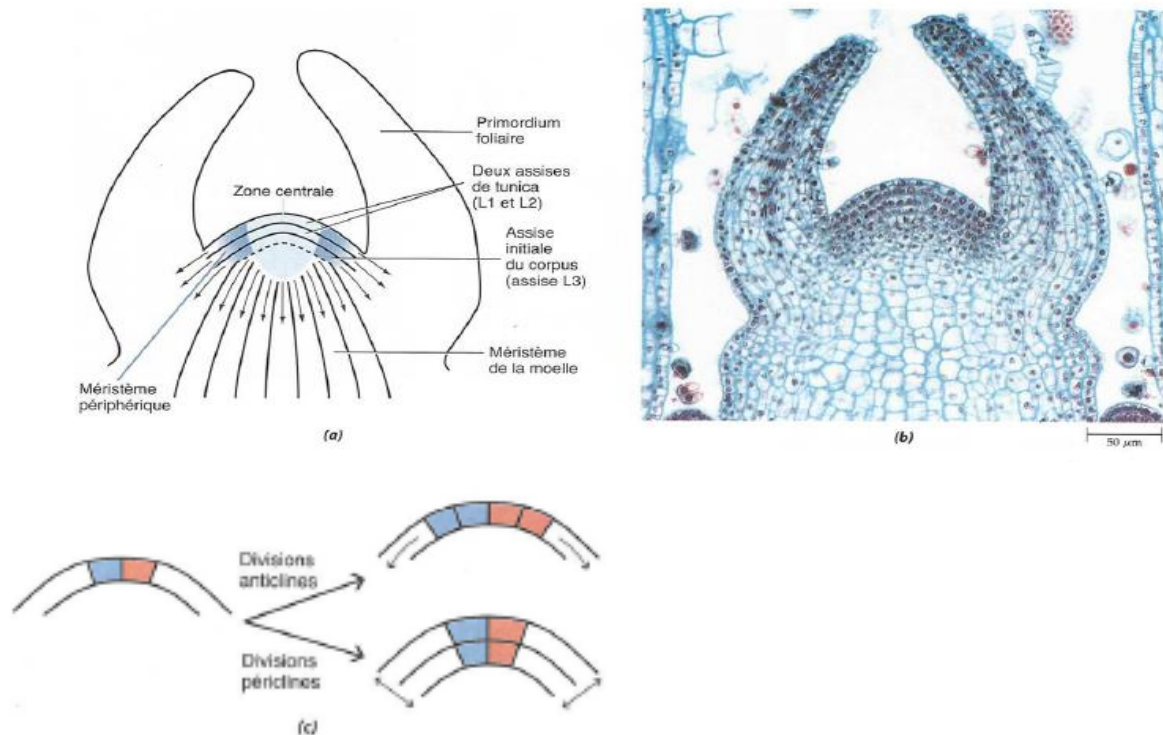 Primordium
foliaire
Deux assises
de tunica
(L1 et L2)
Zone centrale
Assise
initiale
du corpus
(assise L3)
Méristème
de la moelle
Méristème
périphérique
(a)
(b)
50 µm
Divisions
anticlines
Divisions
périclines
(c)